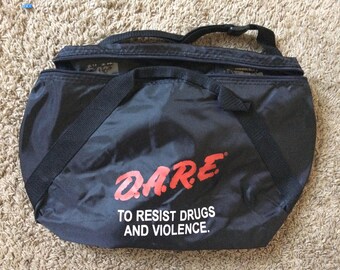 D.A.R.E.®
TO RESIST DRUGS
AND VIOLENCE.